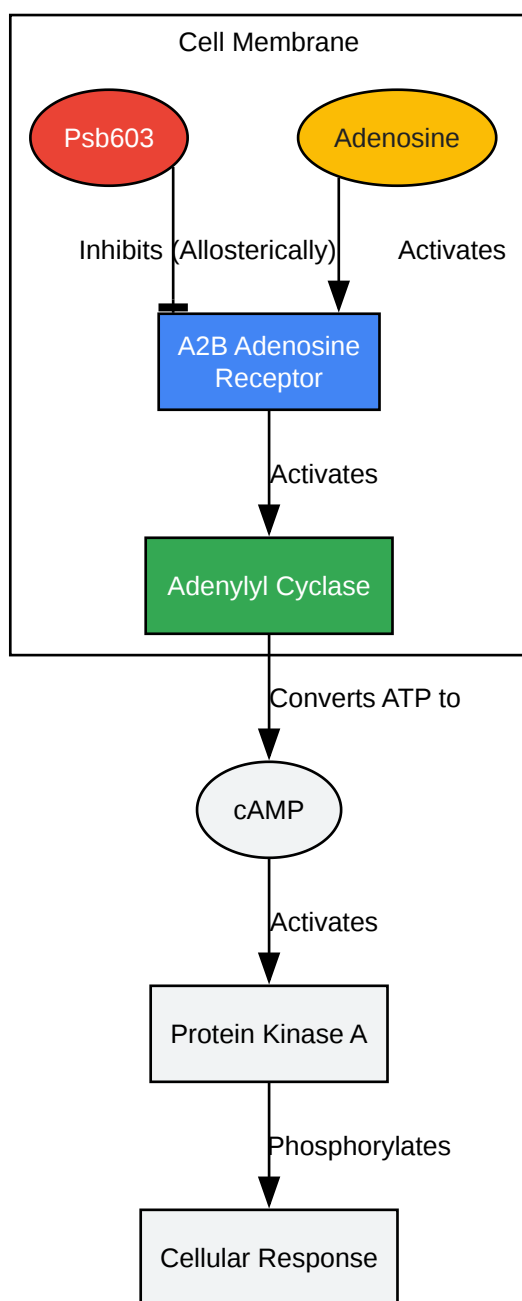 Cell Membrane
Psb603
Adenosine
Inhibits (Allosterically)
Activates
A2B Adenosine
Receptor
Activates
Adenylyl Cyclase
Converts ATP to
cAMP
Activates
Protein Kinase A
Phosphorylates
Cellular Response